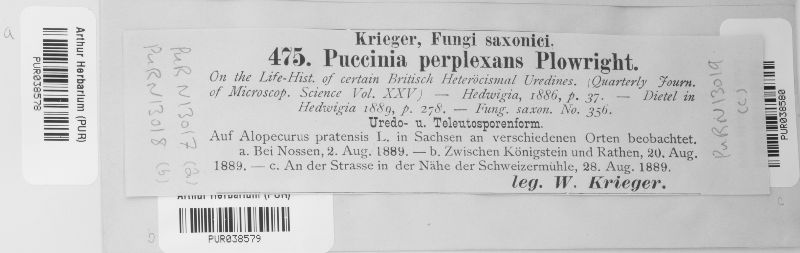 a
Arthur Herbarium (PUR)
PUR038578
PUR N13018 (b)
PUR N13017 (a)
Krieger, Fungi saxonici.
475. Puccinia perplexans Plowright.
On the Life-Hist. of certain Britisch Heteröcismal Uredines. (Quarterly Journ.
of Microscop. Science Vol. XXV) — Hedwigia, 1886, p. 37. — Dietel in
Hedwigia 1889, p. 278. — Fung. saxon. No. 356.
Uredo- u. Teleutosporenform.
Auf Alopecurus pratensis L. in Sachsen an verschiedenen Orten beobachtet.
a. Bei Nossen, 2. Aug. 1889. — b. Zwischen Königstein und Rathen, 20. Aug.
1889. — c. An der Strasse in der Nähe der Schweizermühle, 28. Aug. 1889.
leg. W. Krieger.
PUR N13019 (c)
PUR038580
c
b
Arthur Herbarium (PUR)
PUR038579